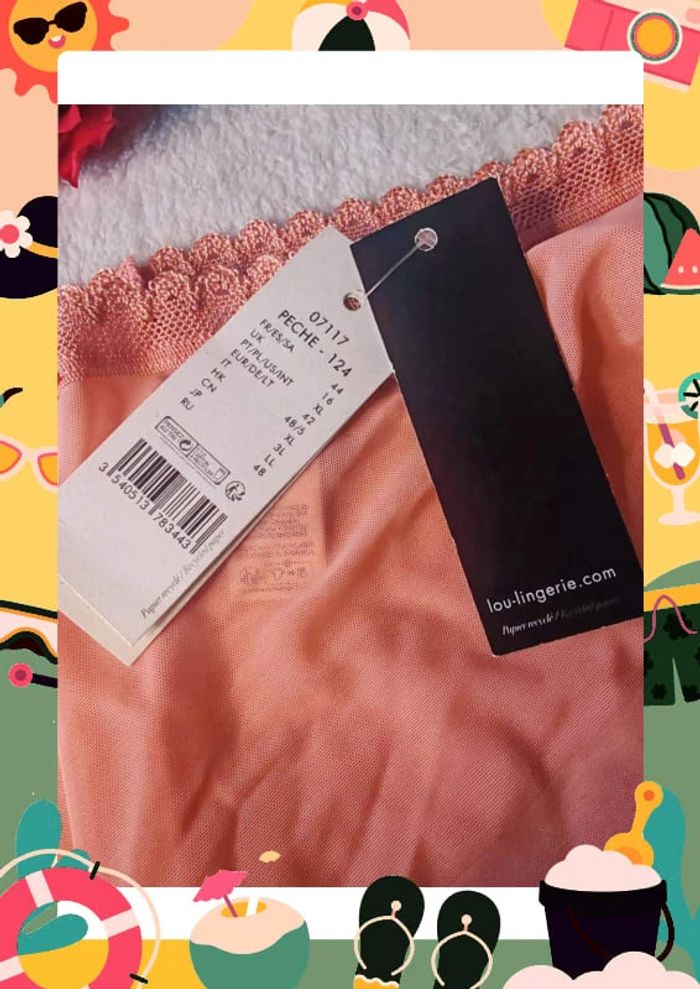 07117
PECHE - 124
FR/ES/SA 44
UK 16
PT/PL/US/INT XL
EUR/DE/LT 42
IT 48/5
HK XL
CN 3L
JP LL
RU 48
3 540513 783443
Papier recyclé / Recycled paper
lou-lingerie.com
Papier recyclé / Recycled paper